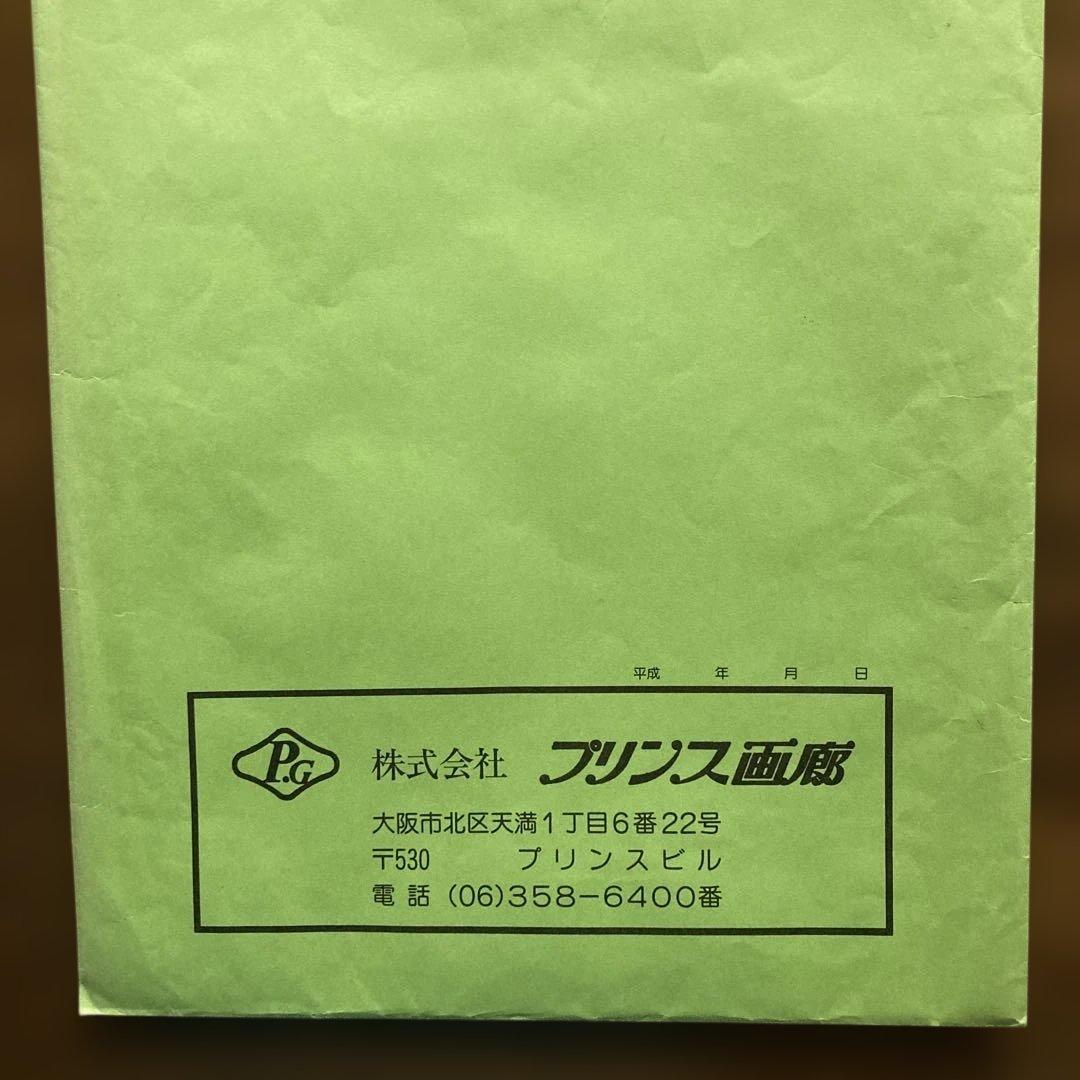 平成　　年　　月　　日
P.G 株式会社 プリンス画廊
大阪市北区天満1丁目6番22号
〒530　プリンスビル
電話 (06)358-6400番